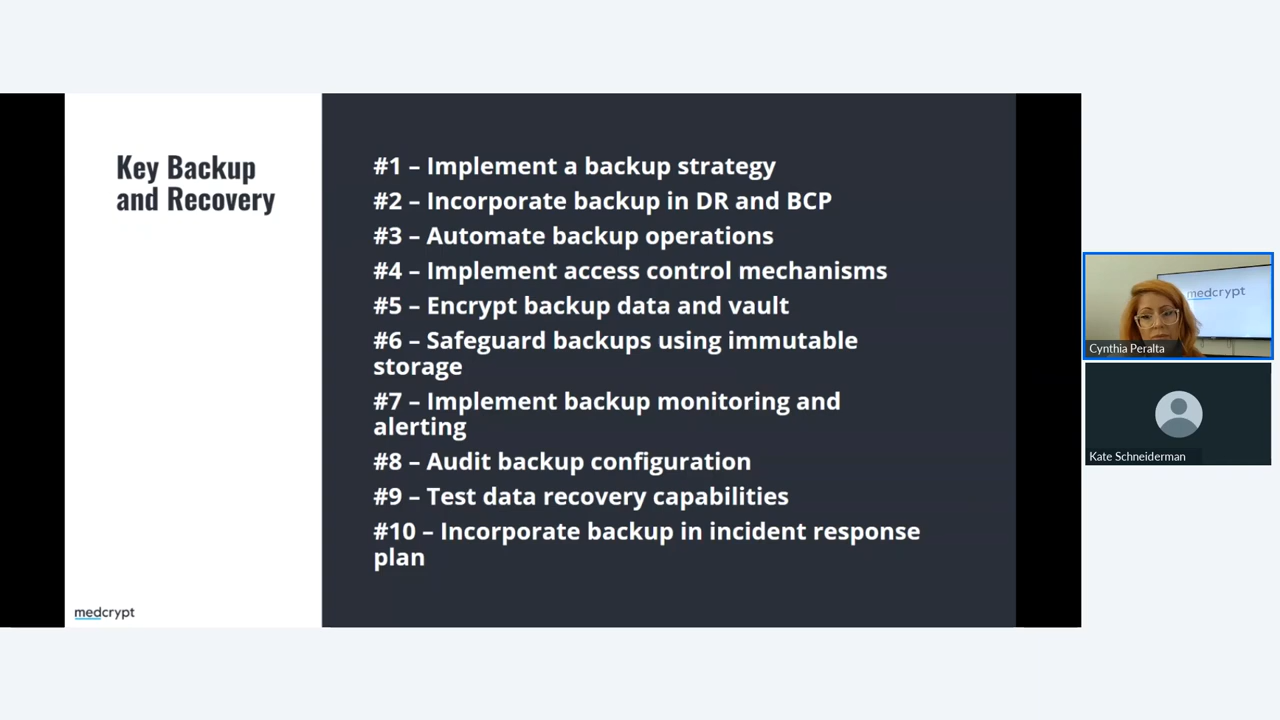 Key Backup
and Recovery
#1 – Implement a backup strategy
#2 – Incorporate backup in DR and BCP
#3 – Automate backup operations
#4 – Implement access control mechanisms
#5 – Encrypt backup data and vault
#6 – Safeguard backups using immutable
storage
#7 – Implement backup monitoring and
alerting
#8 – Audit backup configuration
#9 – Test data recovery capabilities
#10 – Incorporate backup in incident response
plan
medcrypt
medcrypt
Cynthia Peralta
Kate Schneiderman